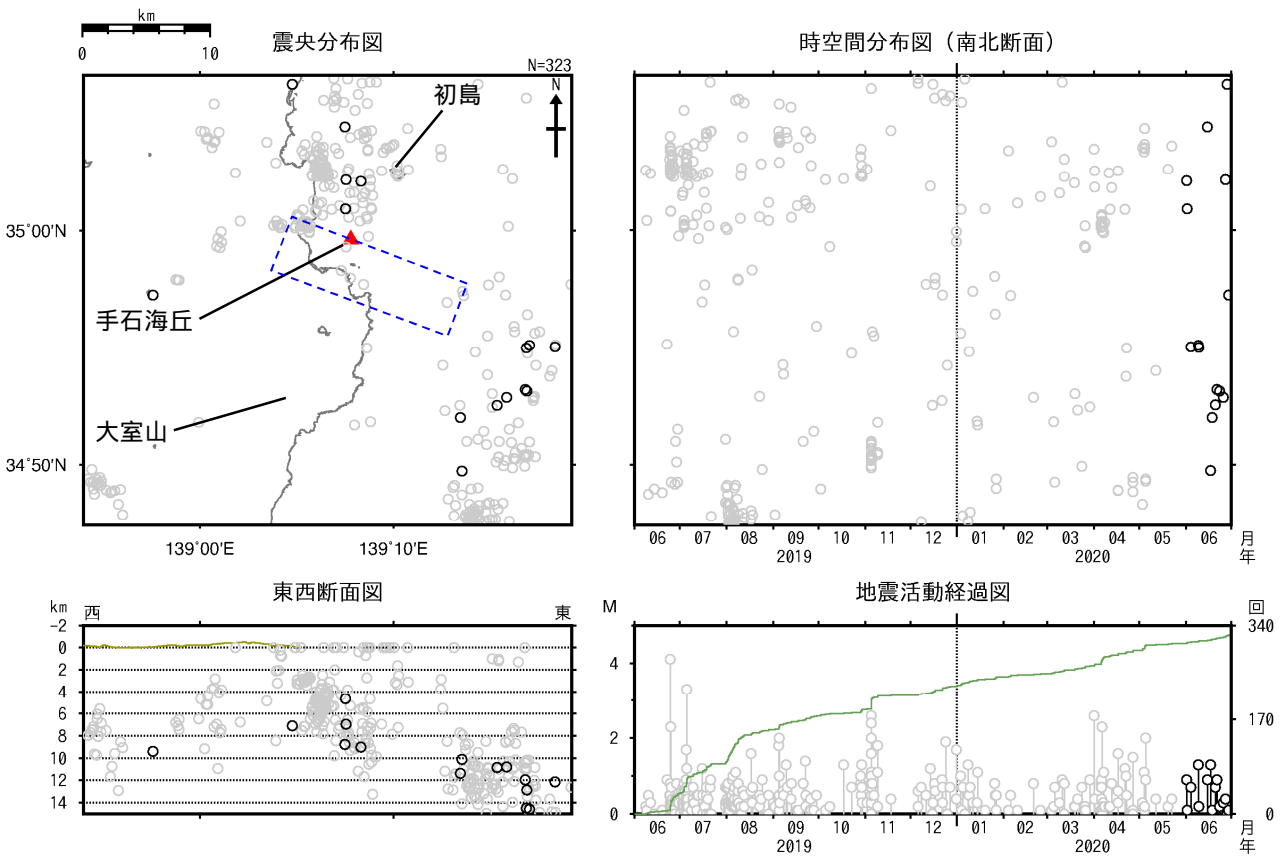 km
0 10
震央分布図
N=323
N
初島
35°00'N
手石海丘
大室山
34°50'N
139°00'E 139°10'E
時空間分布図（南北断面）
06 07 08 09 10 11 12 01 02 03 04 05 06 月
2019 2020 年
東西断面図
km 西 東
-2
0
2
4
6
8
10
12
14
地震活動経過図
M 回
4
2
0
340
170
0
06 07 08 09 10 11 12 01 02 03 04 05 06 月
2019 2020 年